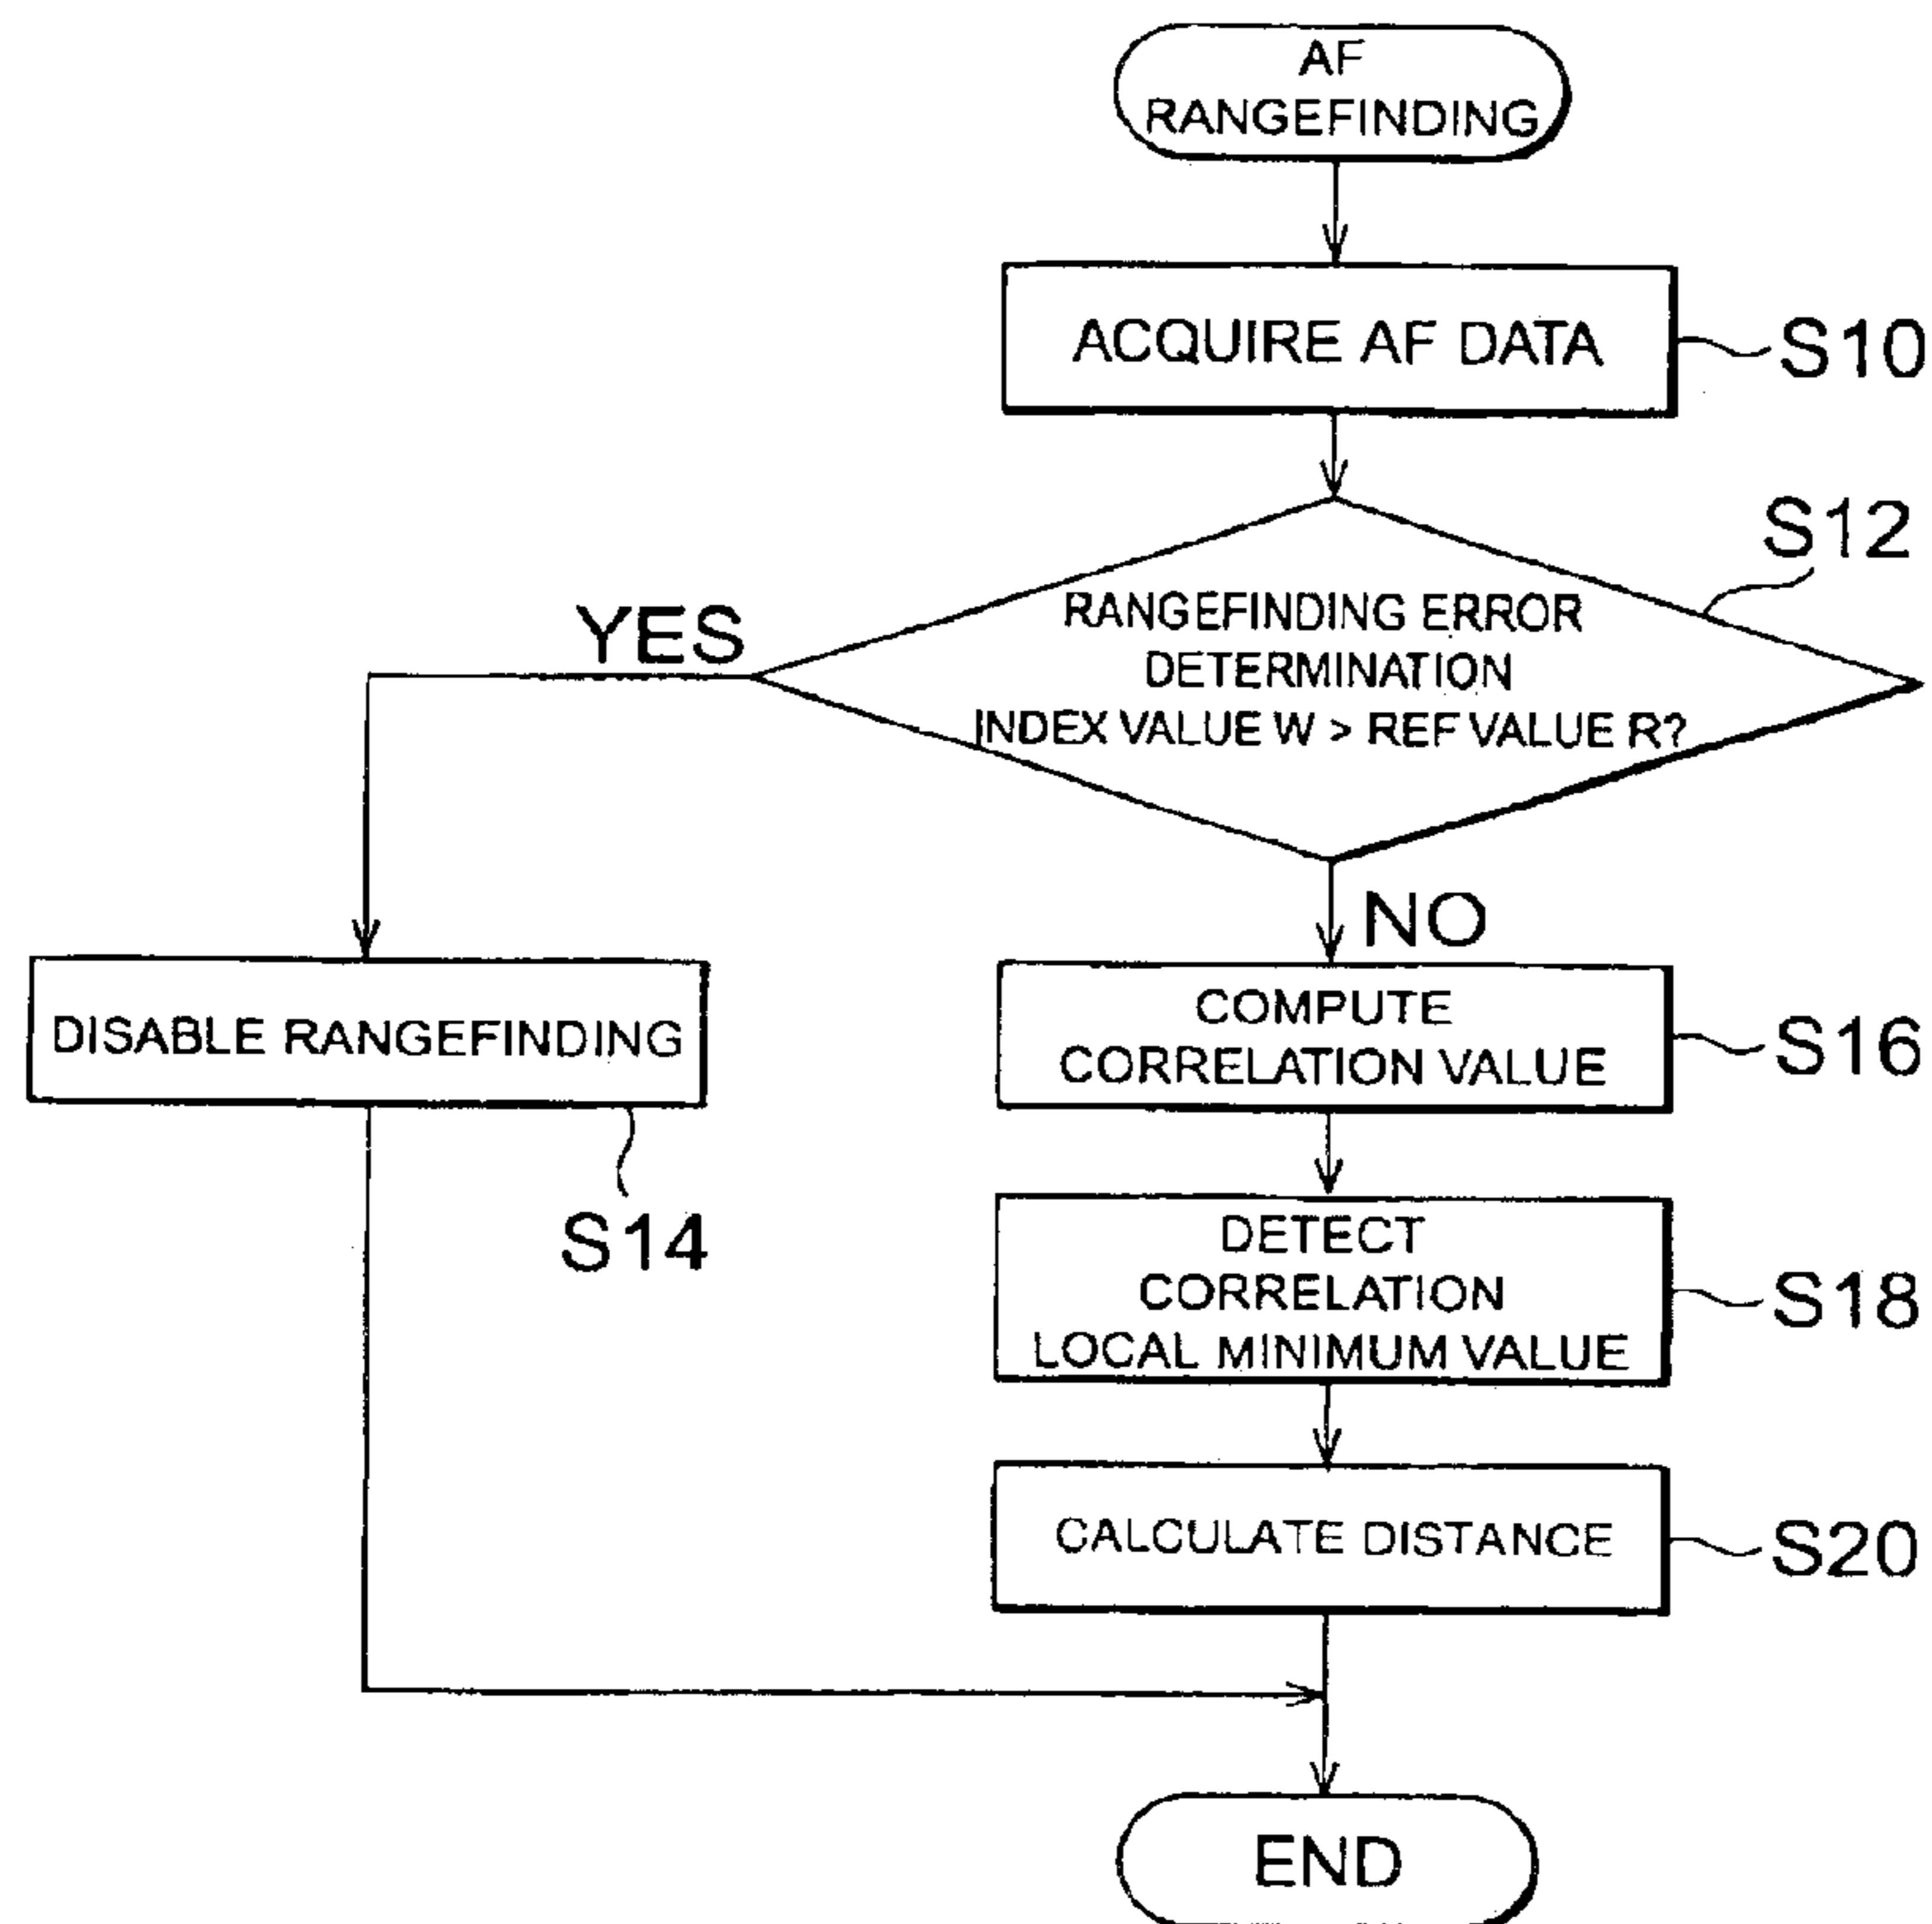 AF
RANGEFINDING
ACQUIRE AF DATA
S10
S12
RANGEFINDING ERROR
DETERMINATION
INDEX VALUE W > REF VALUE R?
YES
NO
DISABLE RANGEFINDING
S14
COMPUTE
CORRELATION VALUE
S16
DETECT
CORRELATION
LOCAL MINIMUM VALUE
S18
CALCULATE DISTANCE
S20
END